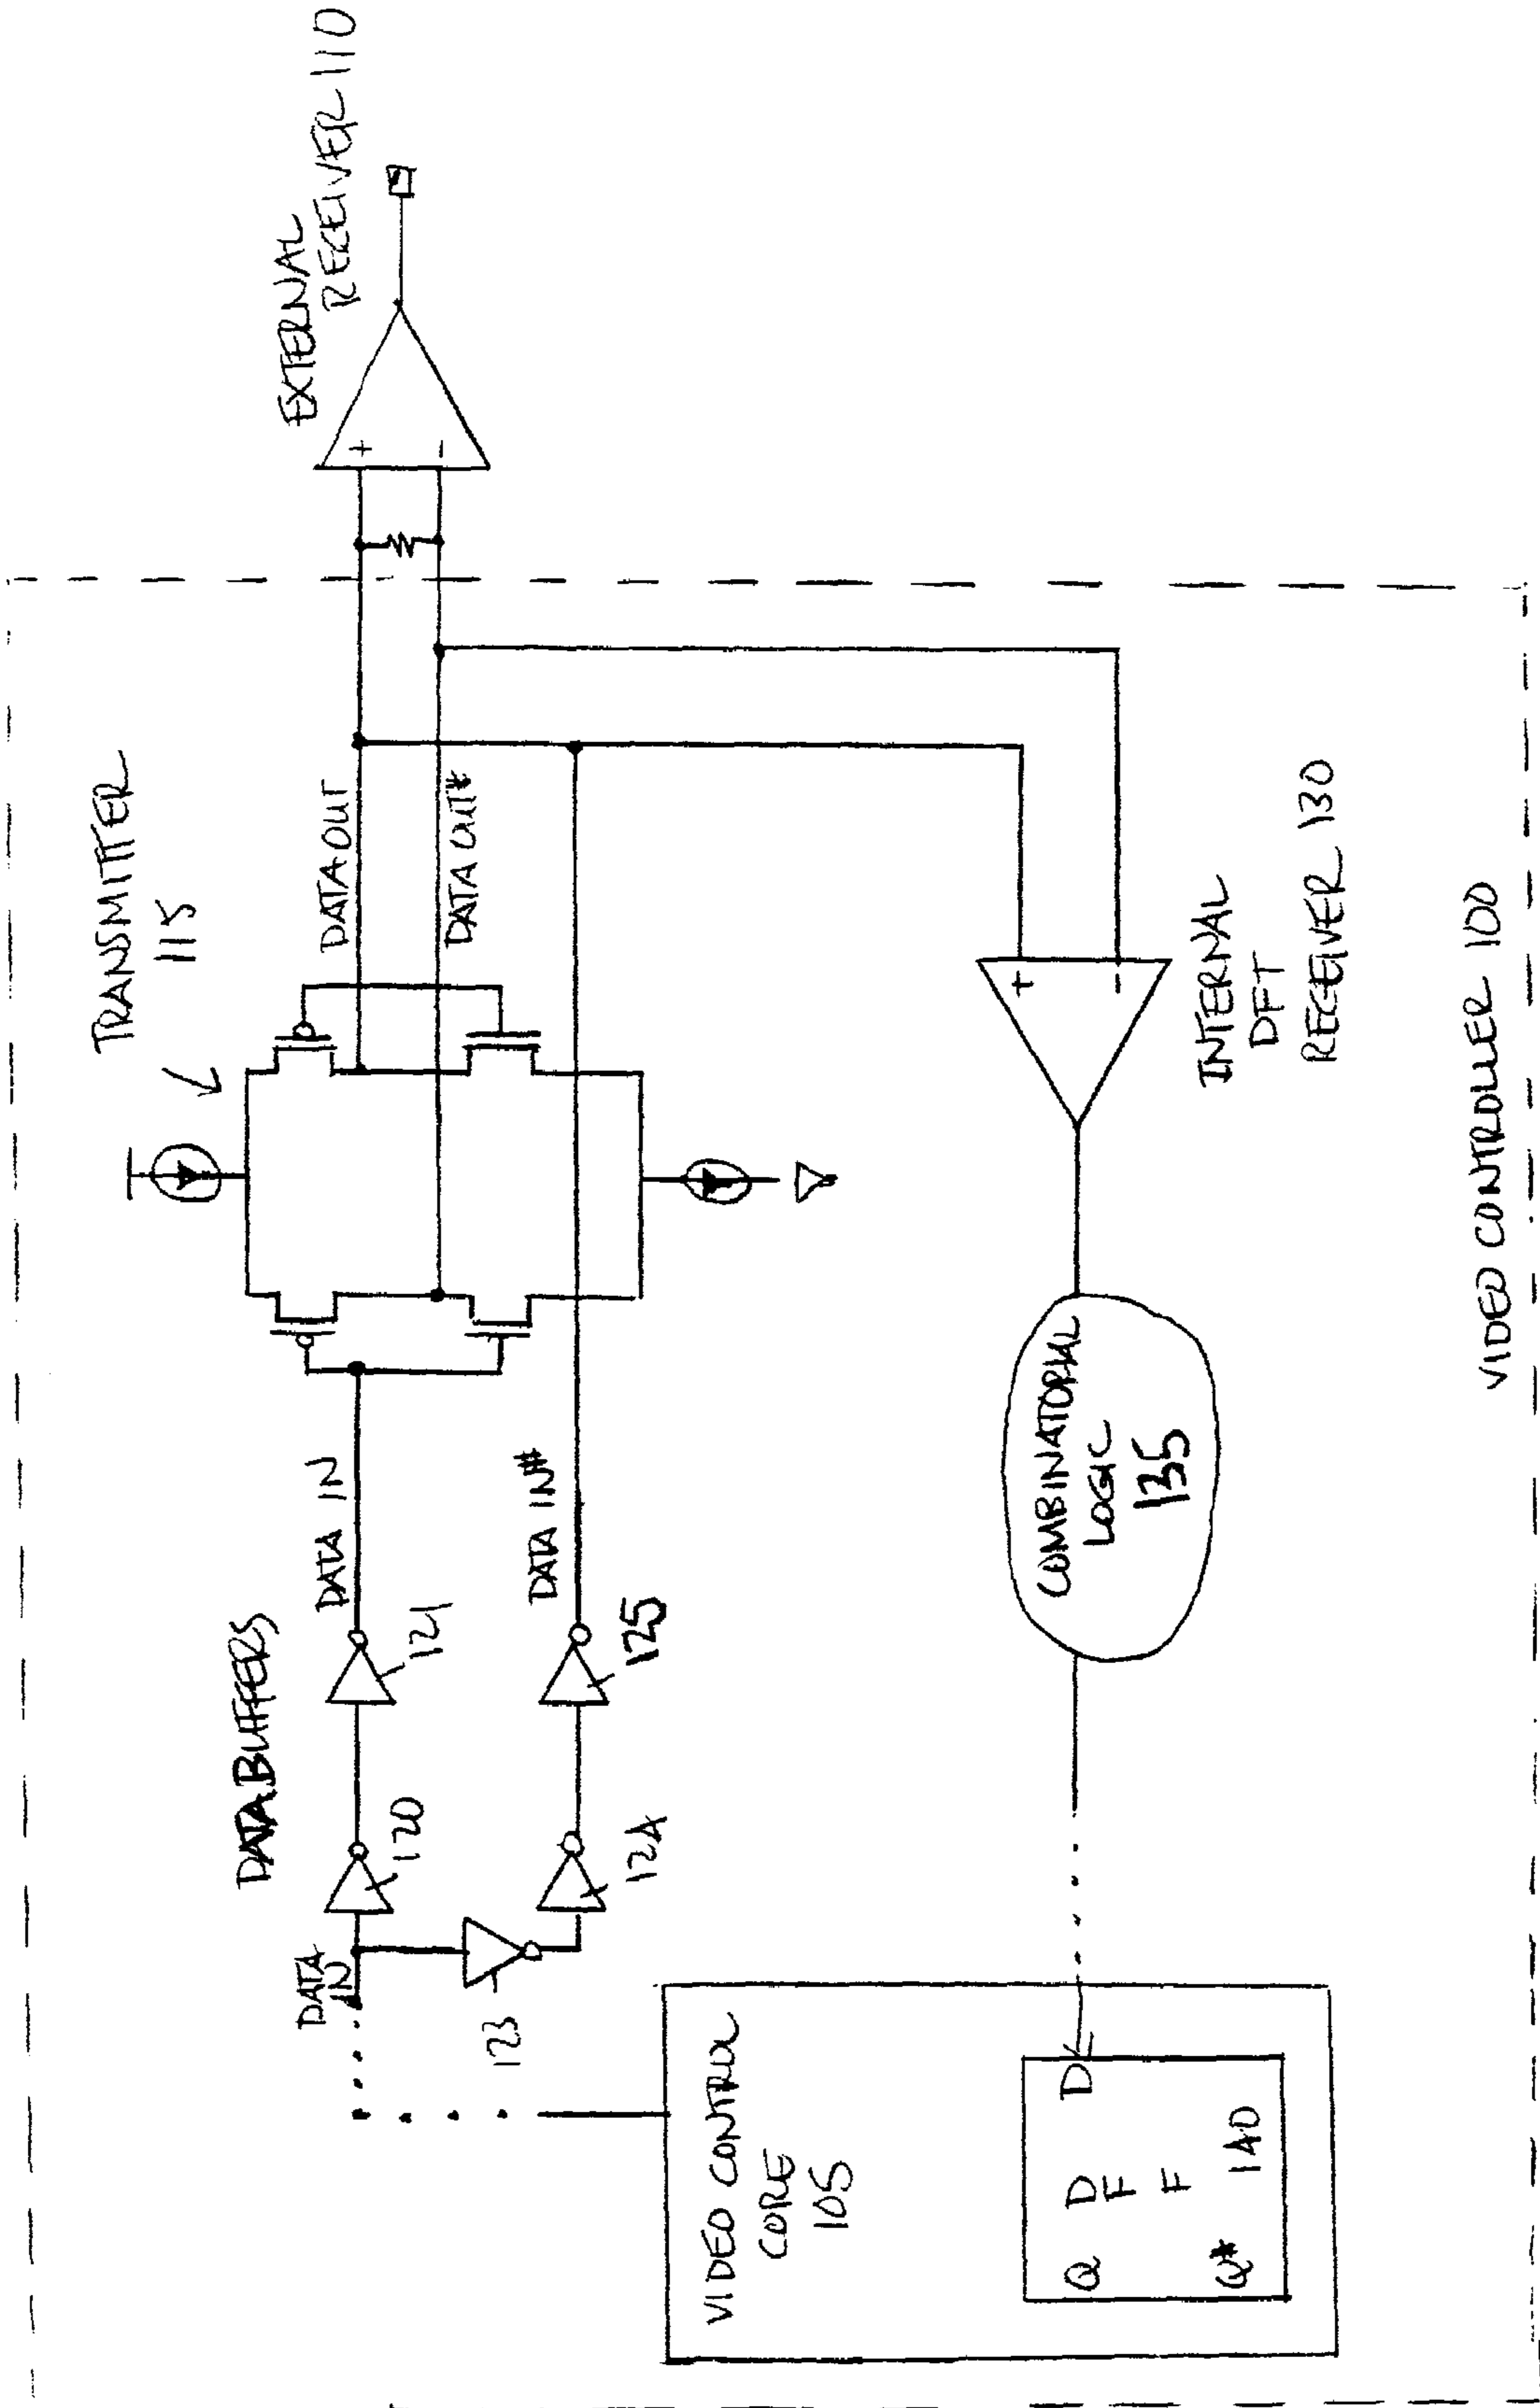 TRANSMITTER
115
EXTERNAL
RECEIVER 110
DATA BUFFERS
DATA
IN
120
121
DATA IN
DATA OUT
DATA OUT#
+
-
123
124
125
DATA IN#
VIDEO CONTROL
CORE
105
Q
D
F
F
D
Q#
140
COMBINATORIAL
LOGIC
135
+
-
INTERNAL
DFT
RECEIVER 130
VIDEO CONTROLLER 100